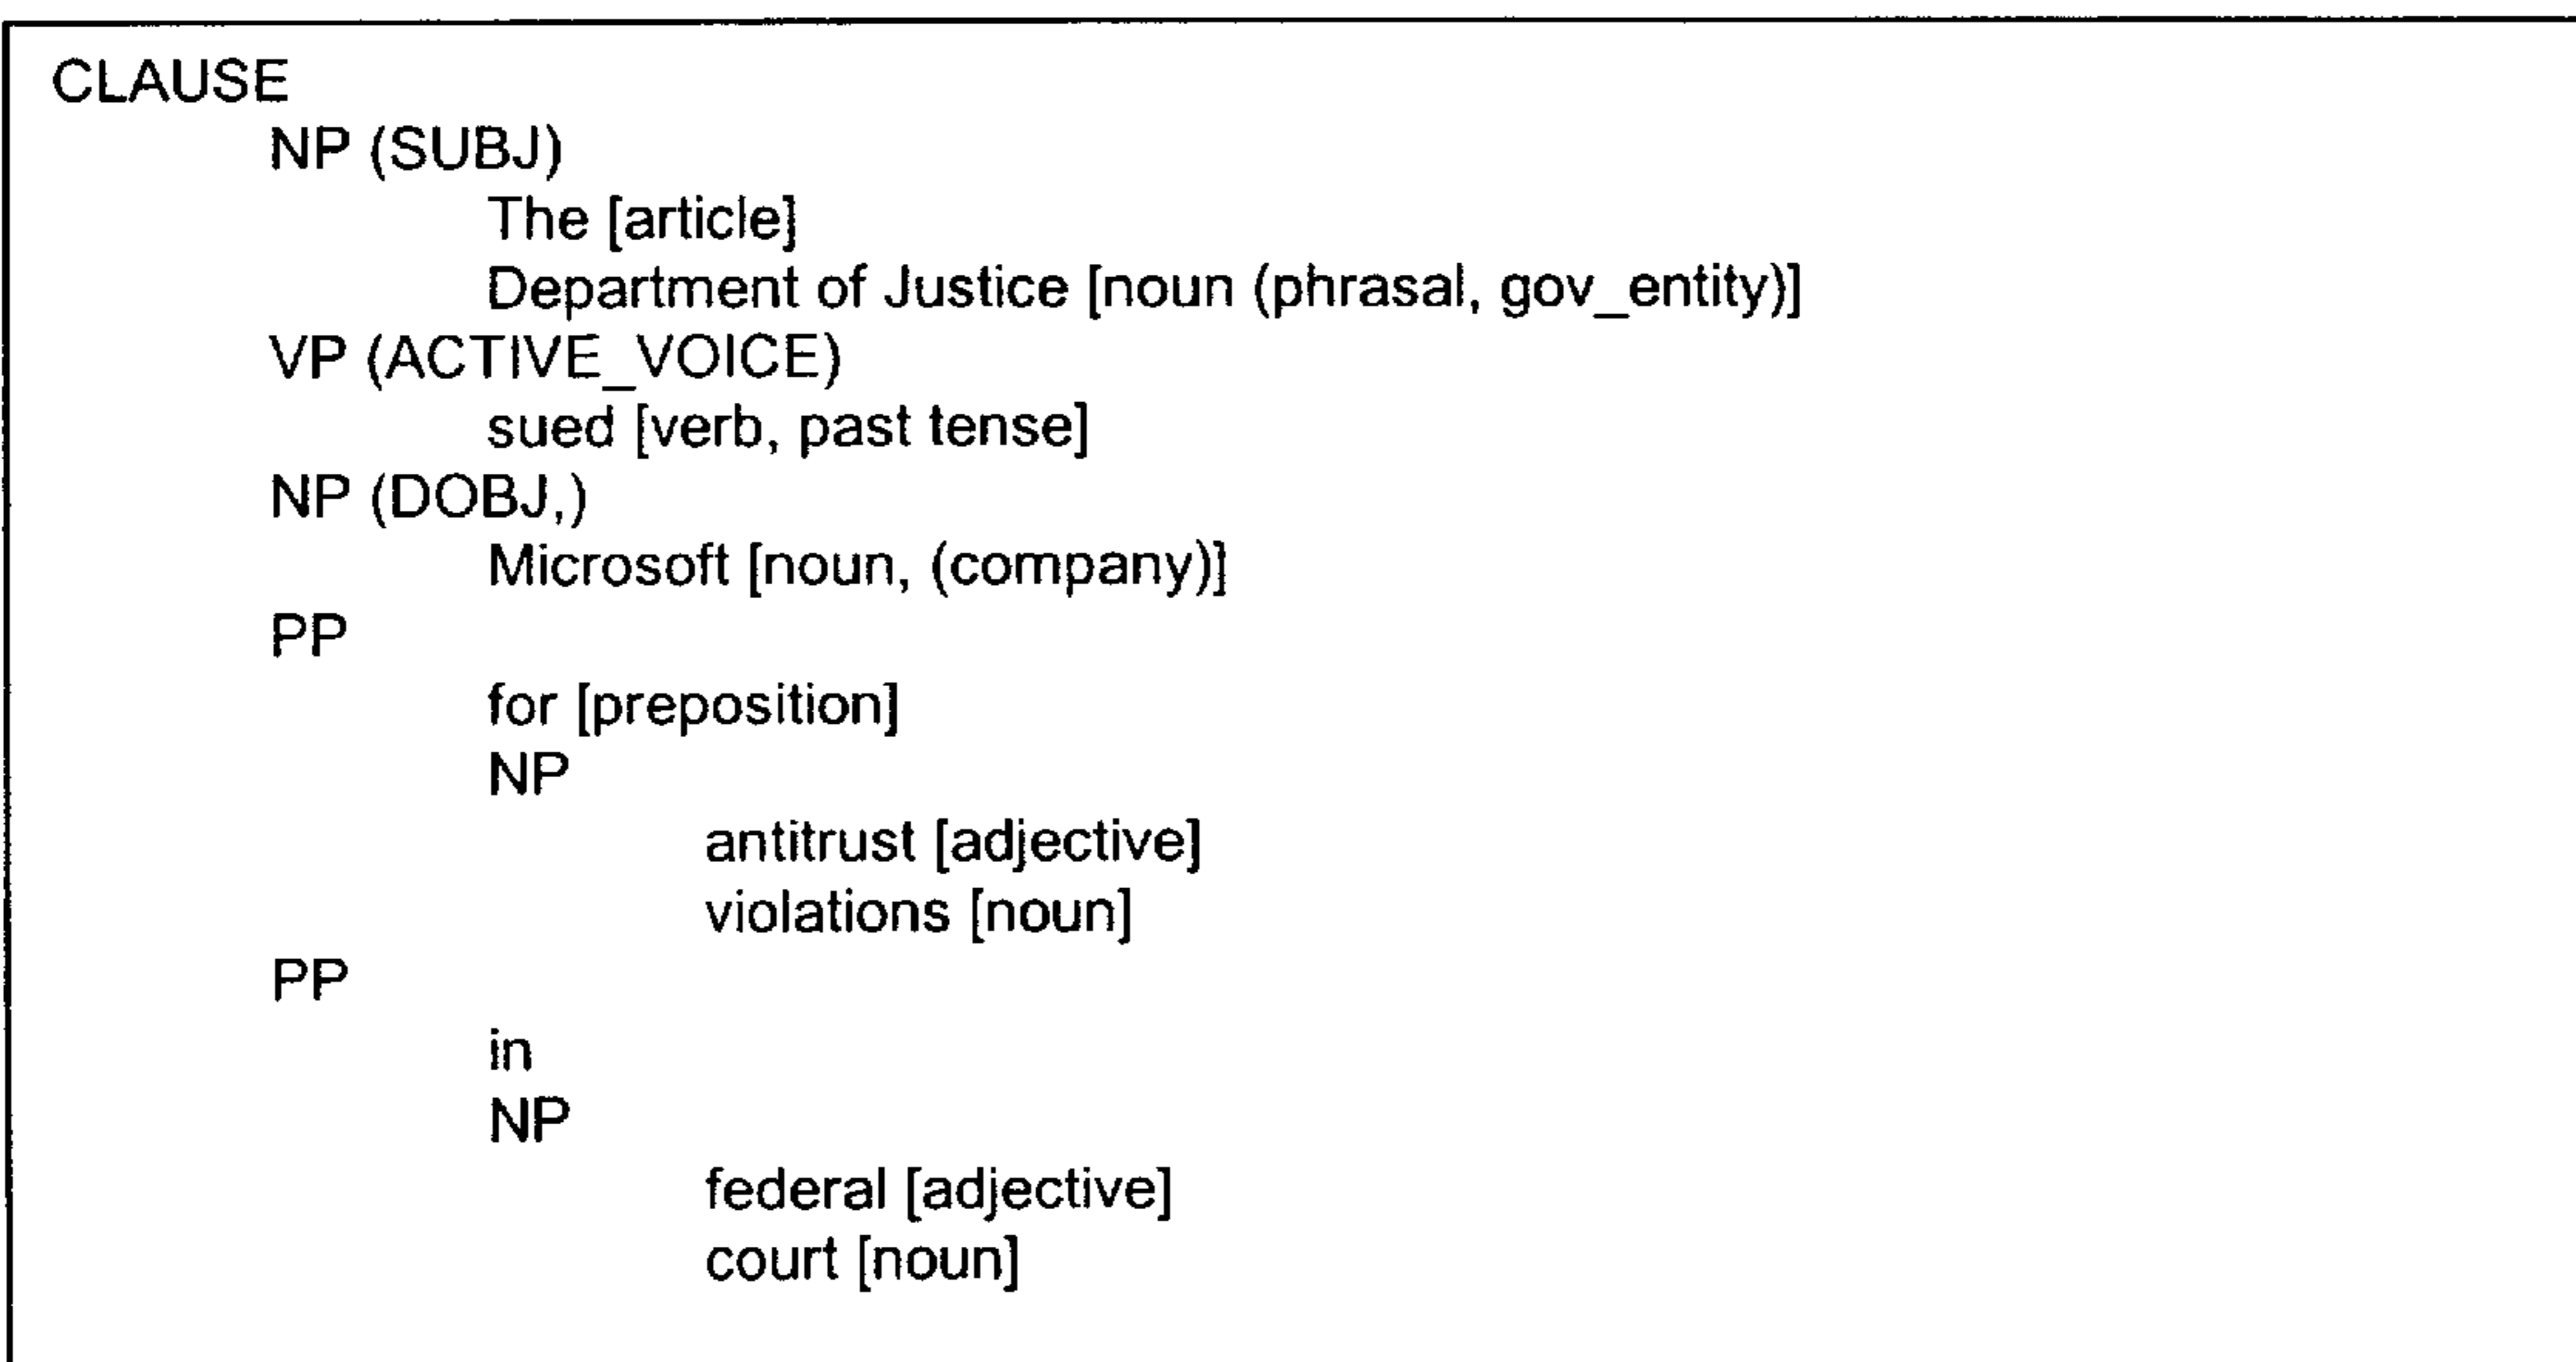 CLAUSE
NP (SUBJ)
The [article]
Department of Justice [noun (phrasal, gov_entity)]
VP (ACTIVE_VOICE)
sued [verb, past tense]
NP (DOBJ,)
Microsoft [noun, (company)]
PP
for [preposition]
NP
antitrust [adjective]
violations [noun]
PP
in
NP
federal [adjective]
court [noun]